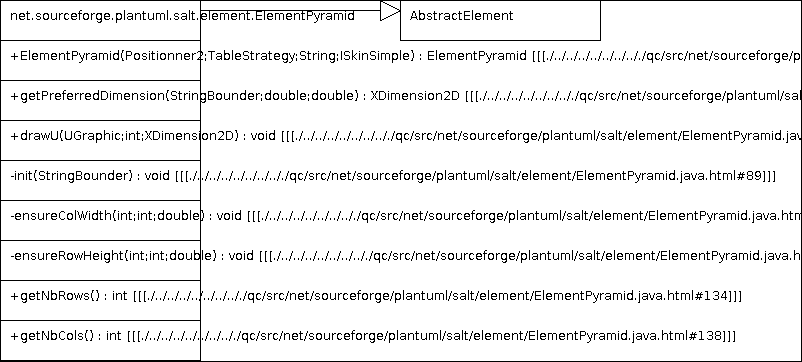 net.sourceforge.plantuml.salt.element.ElementPyramid
AbstractElement
+ElementPyramid(Positionner2;TableStrategy;String;ISkinSimple) : ElementPyramid [[[./../../../../../../../../qc/src/net/sourceforge/p
+getPreferredDimension(StringBounder;double;double) : XDimension2D [[[./../../../../../../../../qc/src/net/sourceforge/plantuml/sal
+drawU(UGraphic;int;XDimension2D) : void [[[./../../../../../../../../qc/src/net/sourceforge/plantuml/salt/element/ElementPyramid.jav
-init(StringBounder) : void [[[./../../../../../../../../qc/src/net/sourceforge/plantuml/salt/element/ElementPyramid.java.html#89]]]
-ensureColWidth(int;int;double) : void [[[./../../../../../../../../qc/src/net/sourceforge/plantuml/salt/element/ElementPyramid.java.htm
-ensureRowHeight(int;int;double) : void [[[./../../../../../../../../qc/src/net/sourceforge/plantuml/salt/element/ElementPyramid.java.h
+getNbRows() : int [[[./../../../../../../../../qc/src/net/sourceforge/plantuml/salt/element/ElementPyramid.java.html#134]]]
+getNbCols() : int [[[./../../../../../../../../qc/src/net/sourceforge/plantuml/salt/element/ElementPyramid.java.html#138]]]